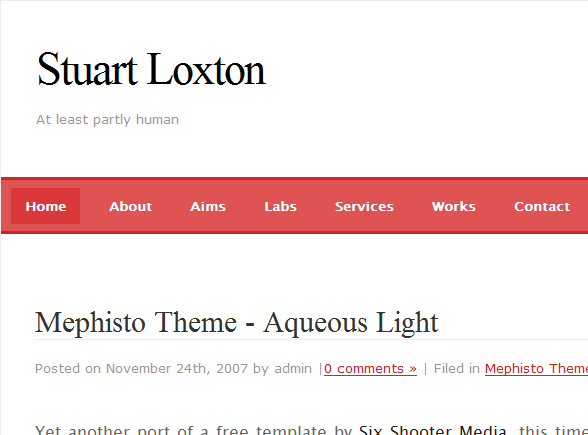 Stuart Loxton
At least partly human
Home About Aims Labs Services Works Contact
Mephisto Theme - Aqueous Light
Posted on November 24th, 2007 by admin |0 comments » | Filed in Mephisto Theme
Yet another port of a free template by Six Shooter Media, this time